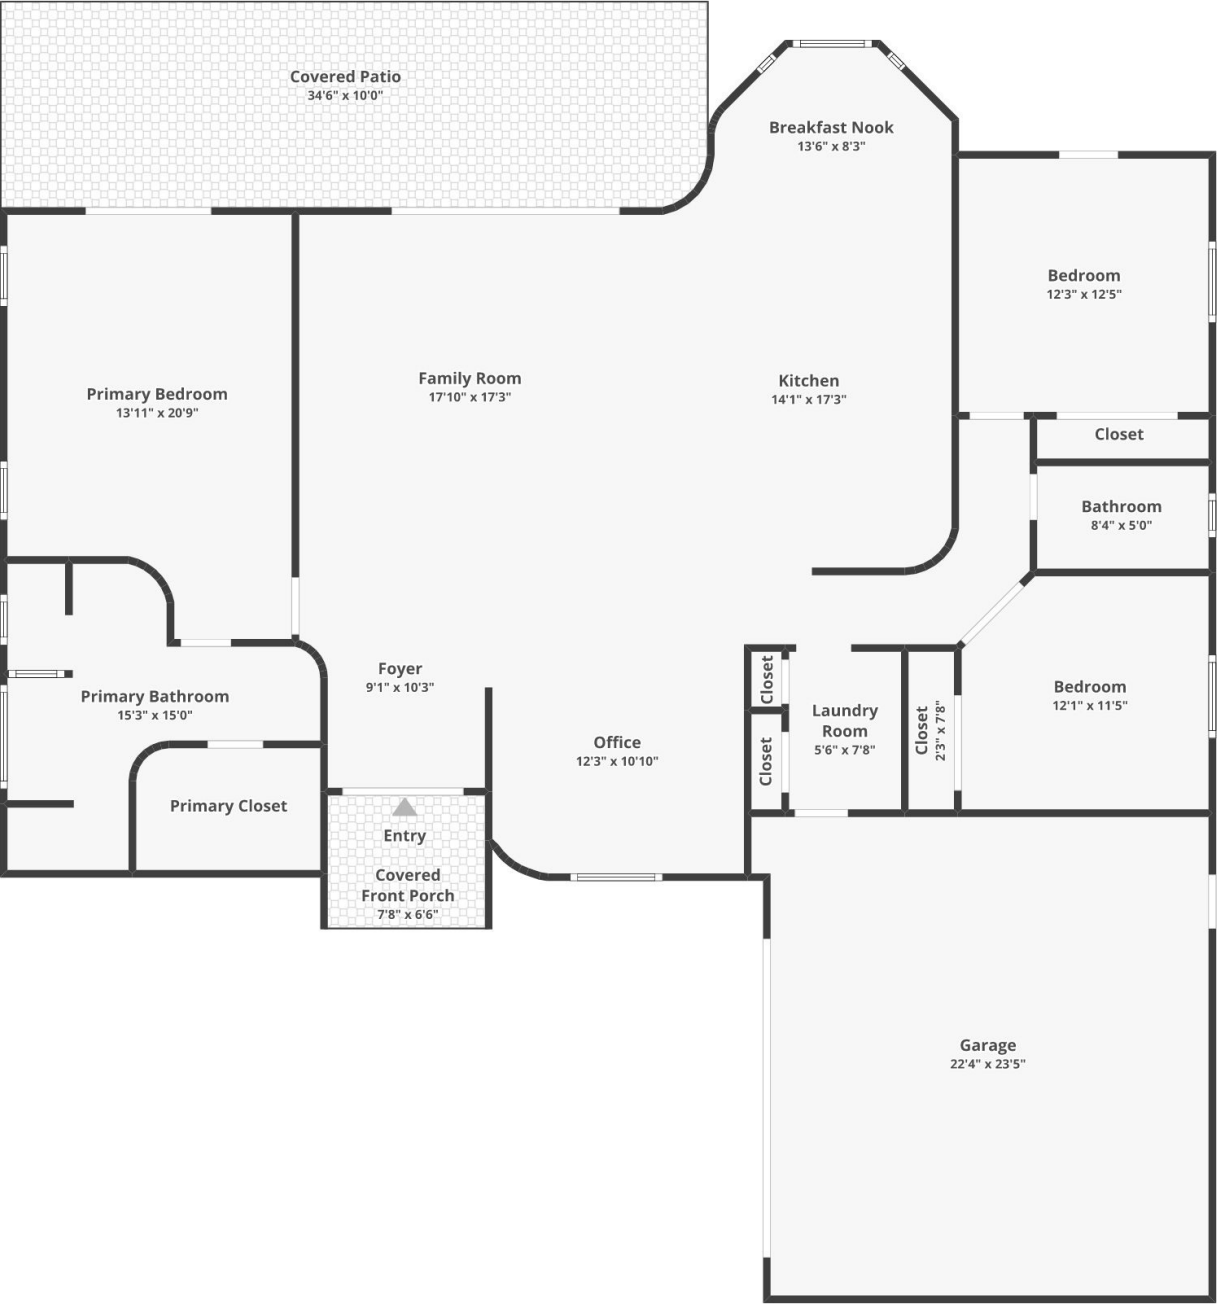 Covered Patio
34'6" x 10'0"
Breakfast Nook
13'6" x 8'3"
Bedroom
12'3" x 12'5"
Family Room
17'10" x 17'3"
Kitchen
14'1" x 17'3"
Primary Bedroom
13'11" x 20'9"
Closet
Bathroom
8'4" x 5'0"
Foyer
9'1" x 10'3"
Closet
Bedroom
12'1" x 11'5"
Primary Bathroom
15'3" x 15'0"
Laundry
Room
5'6" x 7'8"
Closet
2'3" x 7'8"
Office
12'3" x 10'10"
Closet
Primary Closet
Entry
Covered
Front Porch
7'8" x 6'6"
Garage
22'4" x 23'5"